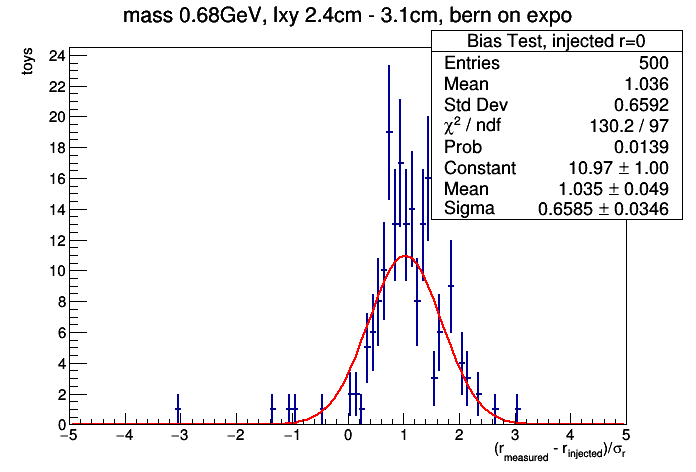 mass 0.68GeV, lxy 2.4cm - 3.1cm, bern on expo
toys
Bias Test, injected r=0
Entries 500
Mean 1.036
Std Dev 0.6592
χ² / ndf 130.2 / 97
Prob 0.0139
Constant 10.97 ± 1.00
Mean 1.035 ± 0.049
Sigma 0.6585 ± 0.0346
24
22
20
18
16
14
12
10
8
6
4
2
0
−5 −4 −3 −2 −1 0 1 2 3 4 5
(r_measured - r_injected)/σ_r